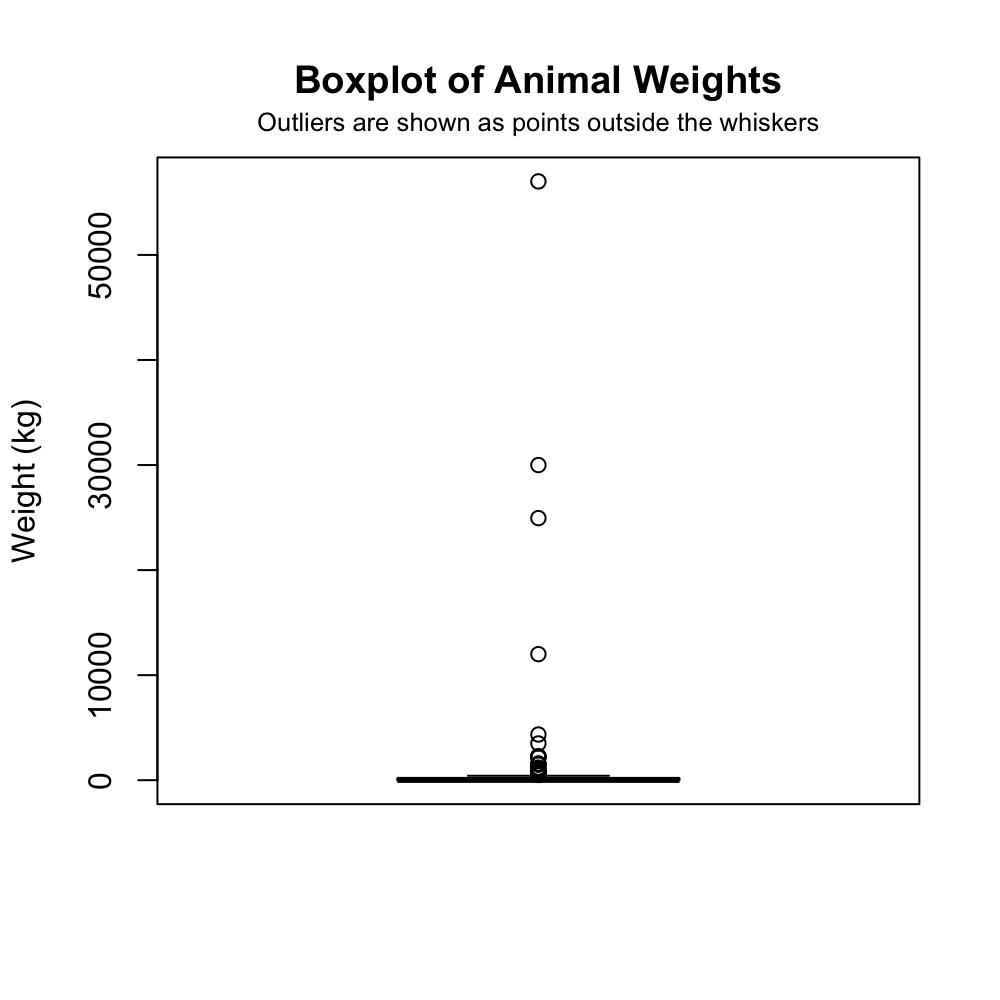 Boxplot of Animal Weights
Outliers are shown as points outside the whiskers
Weight (kg)
50000
30000
10000
0